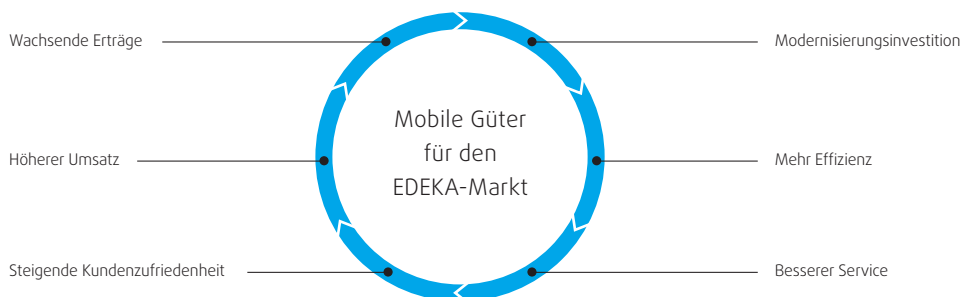 Wachsende Erträge
Modernisierungsinvestition
Mobile Güter
für den
EDEKA-Markt
Höherer Umsatz
Mehr Effizienz
Steigende Kundenzufriedenheit
Besserer Service